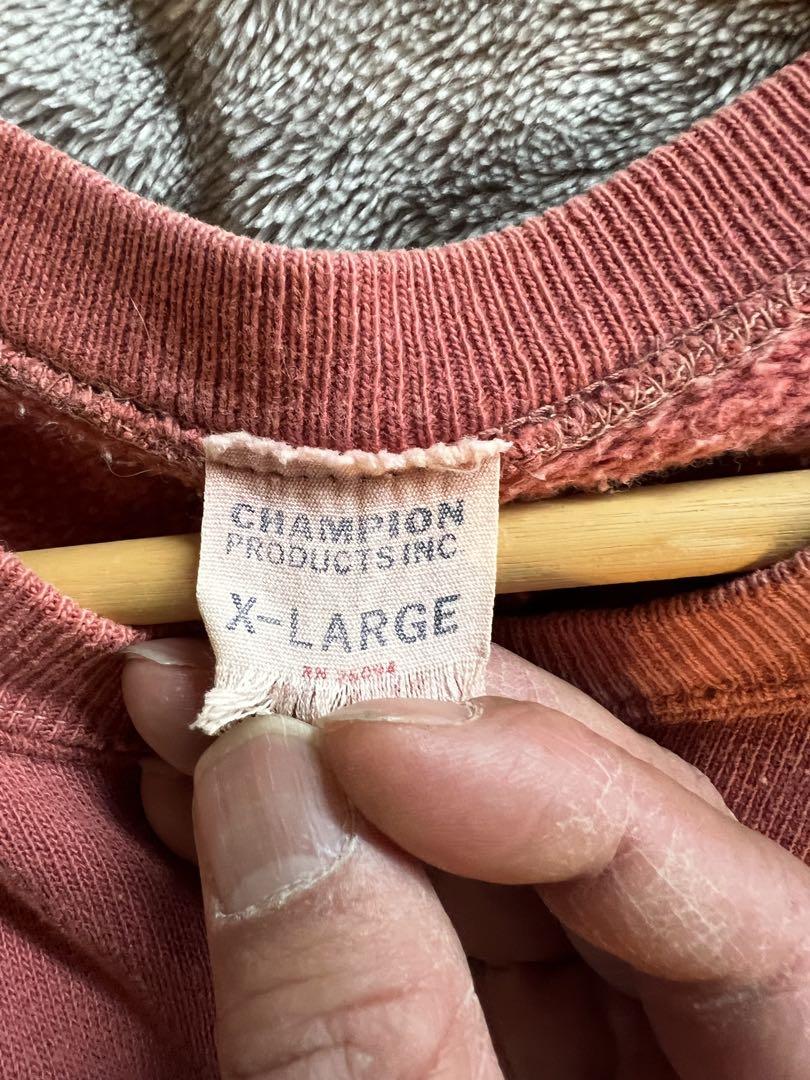 CHAMPION
PRODUCTS INC
X-LARGE
RN 26094